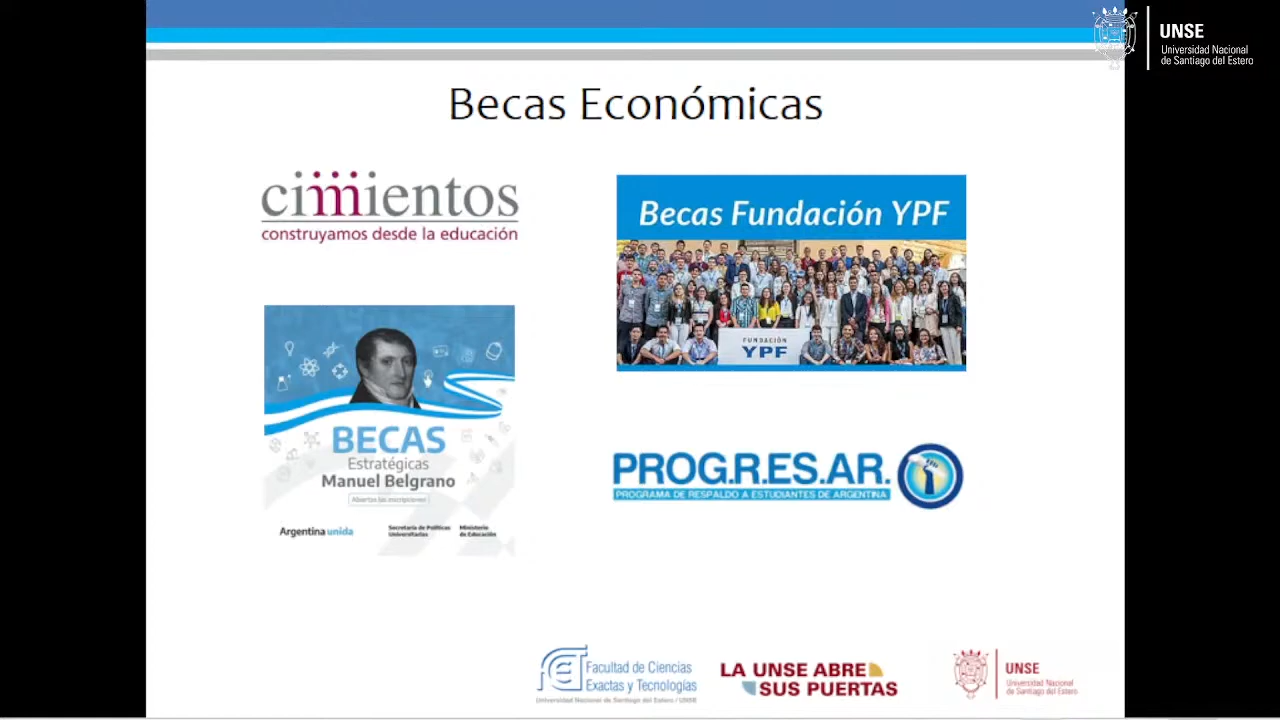 UNSE
Universidad Nacional
de Santiago del Estero
Becas Económicas
cimientos
construyamos desde la educación
Becas Fundación YPF
FUNDACIÓN
YPF
BECAS
Estratégicas
Manuel Belgrano
Abiertas las inscripciones
Argentina unida
Secretaría de Políticas
Universitarias
Ministerio
de Educación
PROG.R.ES.AR.
PROGRAMA DE RESPALDO A ESTUDIANTES DE ARGENTINA
Facultad de Ciencias
Exactas y Tecnologías
Universidad Nacional de Santiago del Estero / UNSE
LA UNSE ABRE
SUS PUERTAS
UNSE
Universidad Nacional
de Santiago del Estero